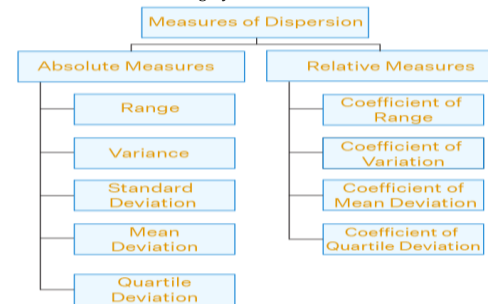 Measures of Dispersion
Absolute Measures
Relative Measures
Range
Variance
Standard
Deviation
Mean
Deviation
Quartile
Deviation
Coefficient of
Range
Coefficient of
Variation
Coefficient of
Mean Deviation
Coefficient of
Quartile Deviation